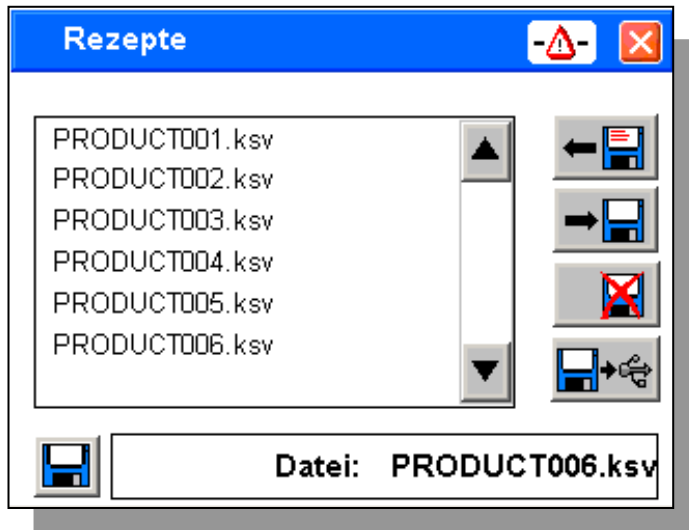 Rezepte
PRODUCT001.ksv
PRODUCT002.ksv
PRODUCT003.ksv
PRODUCT004.ksv
PRODUCT005.ksv
PRODUCT006.ksv
Datei: PRODUCT006.ksv